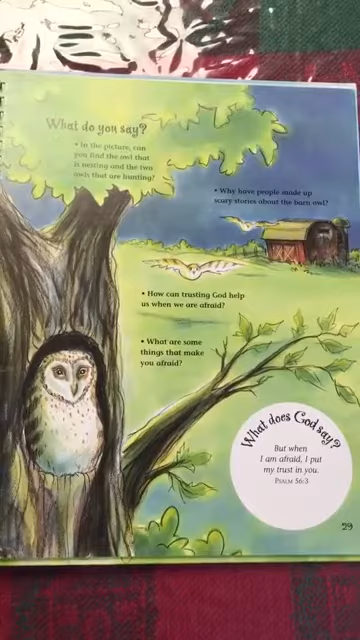 What do you say?
• In the picture, can
you find the owl that
is nesting and the two
owls that are hunting?
• Why have people made up
scary stories about the barn owl?
• How can trusting God help
us when we are afraid?
• What are some
things that make
you afraid?
What does God say?
But when
I am afraid, I put
my trust in you.
PSALM 56:3
29